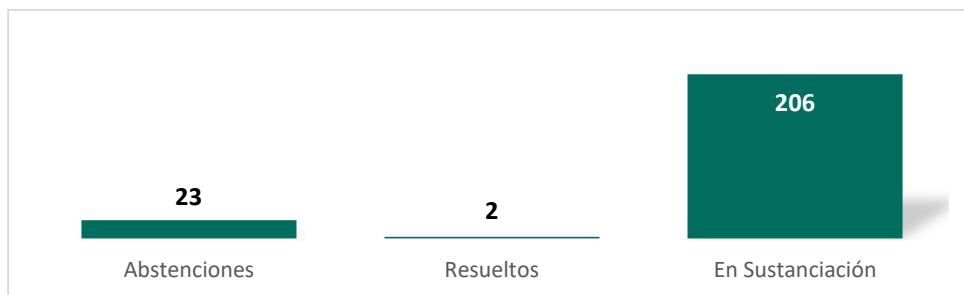 206
23
2
Abstenciones
Resueltos
En Sustanciación